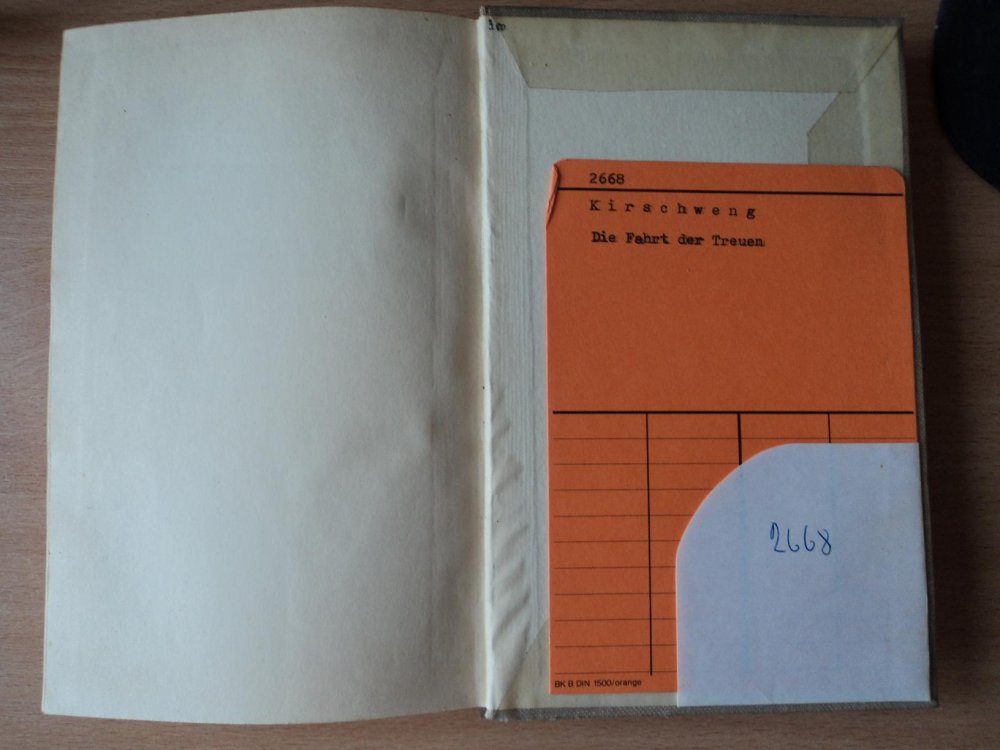 2668
Kirschweng
Die Fahrt der Treuen
2668
BK B DIN 1500/orange